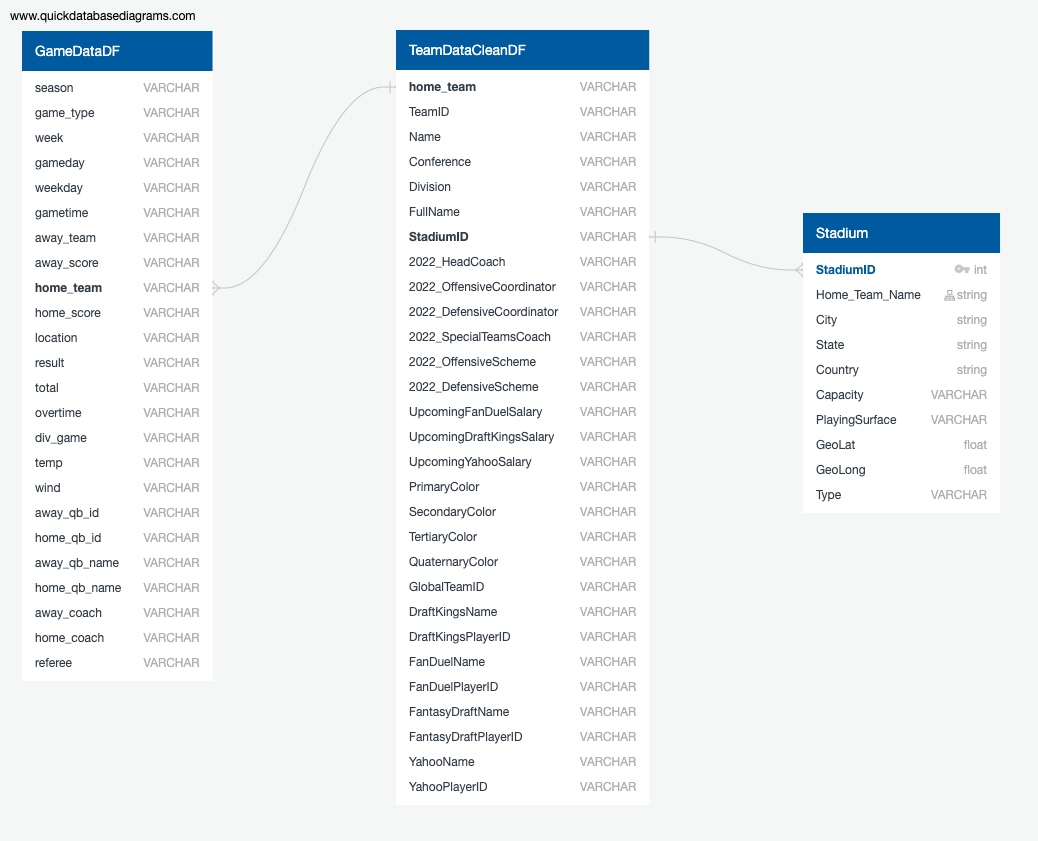 www.quickdatabasediagrams.com
GameDataDF
season VARCHAR
game_type VARCHAR
week VARCHAR
gameday VARCHAR
weekday VARCHAR
gametime VARCHAR
away_team VARCHAR
away_score VARCHAR
home_team VARCHAR
home_score VARCHAR
location VARCHAR
result VARCHAR
total VARCHAR
overtime VARCHAR
div_game VARCHAR
temp VARCHAR
wind VARCHAR
away_qb_id VARCHAR
home_qb_id VARCHAR
away_qb_name VARCHAR
home_qb_name VARCHAR
away_coach VARCHAR
home_coach VARCHAR
referee VARCHAR
TeamDataCleanDF
home_team VARCHAR
TeamID VARCHAR
Name VARCHAR
Conference VARCHAR
Division VARCHAR
FullName VARCHAR
StadiumID VARCHAR
2022_HeadCoach VARCHAR
2022_OffensiveCoordinator VARCHAR
2022_DefensiveCoordinator VARCHAR
2022_SpecialTeamsCoach VARCHAR
2022_OffensiveScheme VARCHAR
2022_DefensiveScheme VARCHAR
UpcomingFanDuelSalary VARCHAR
UpcomingDraftKingsSalary VARCHAR
UpcomingYahooSalary VARCHAR
PrimaryColor VARCHAR
SecondaryColor VARCHAR
TertiaryColor VARCHAR
QuaternaryColor VARCHAR
GlobalTeamID VARCHAR
DraftKingsName VARCHAR
DraftKingsPlayerID VARCHAR
FanDuelName VARCHAR
FanDuelPlayerID VARCHAR
FantasyDraftName VARCHAR
FantasyDraftPlayerID VARCHAR
YahooName VARCHAR
YahooPlayerID VARCHAR
Stadium
StadiumID int
Home_Team_Name string
City string
State string
Country string
Capacity VARCHAR
PlayingSurface VARCHAR
GeoLat float
GeoLong float
Type VARCHAR